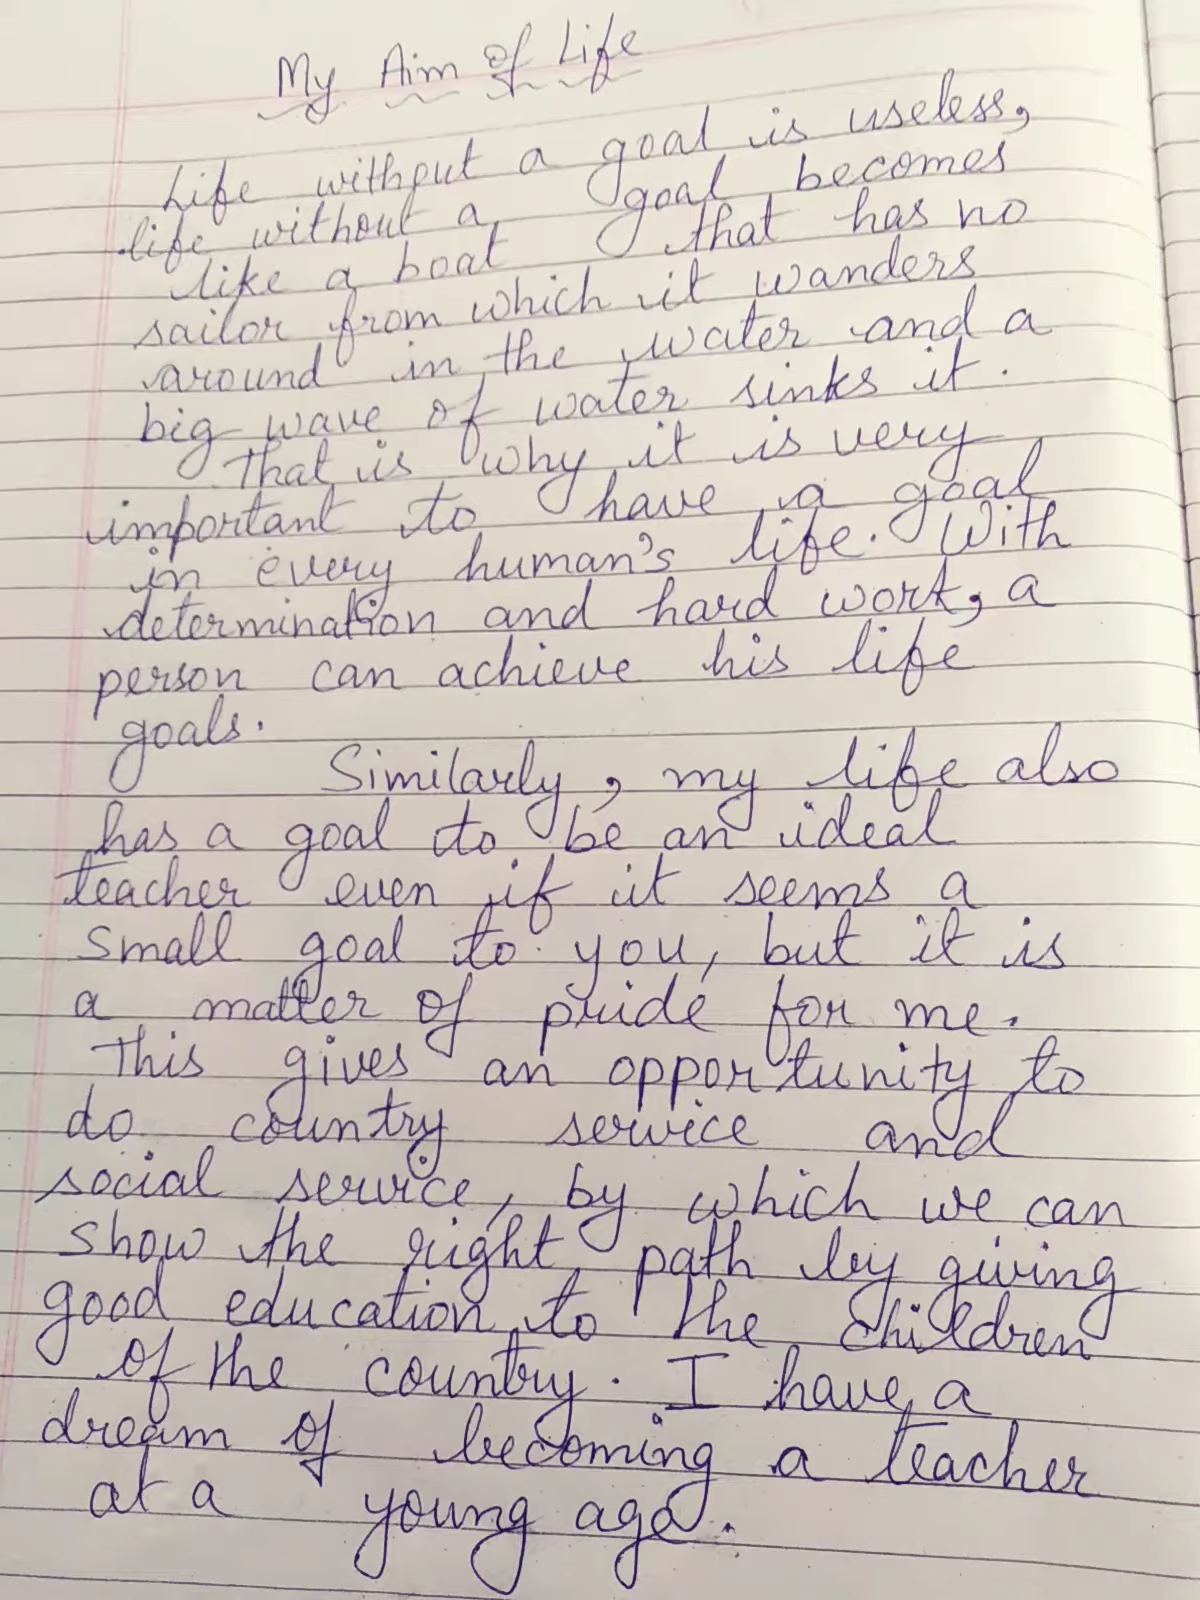 My Aim of Life
Life without a goal is useless,
life without a goal becomes
like a boat that has no
sailor from which it wanders
around in the water and a
big wave of water sinks it.
That is why it is very
important to have a goal
in every human's life. With
determination and hard work, a
person can achieve his life
goals.
Similarly, my life also
has a goal to be an ideal
teacher even if it seems a
small goal to you, but it is
a matter of pride for me.
This gives an opportunity to
do country service and
social service, by which we can
show the right path by giving
good education to the children
of the country. I have a
dream of becoming a teacher
at a young age.